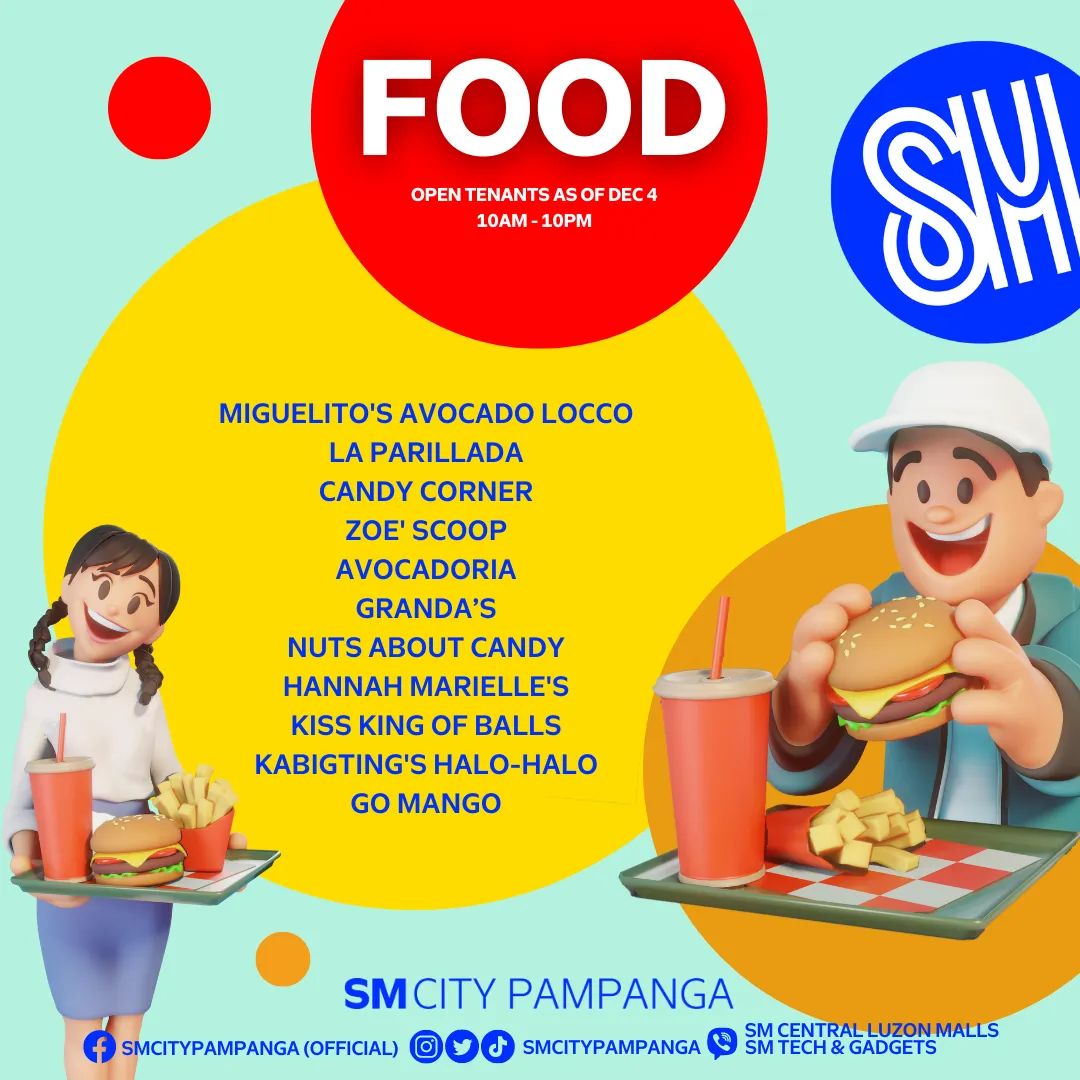 FOOD
OPEN TENANTS AS OF DEC 4
10AM - 10PM
SM
MIGUELITO'S AVOCADO LOCCO
LA PARILLADA
CANDY CORNER
ZOE' SCOOP
AVOCADORIA
GRANDA’S
NUTS ABOUT CANDY
HANNAH MARIELLE'S
KISS KING OF BALLS
KABIGTING'S HALO-HALO
GO MANGO
SM CITY PAMPANGA
SMCITYPAMPANGA (OFFICIAL)
SMCITYPAMPANGA
SM CENTRAL LUZON MALLS
SM TECH & GADGETS